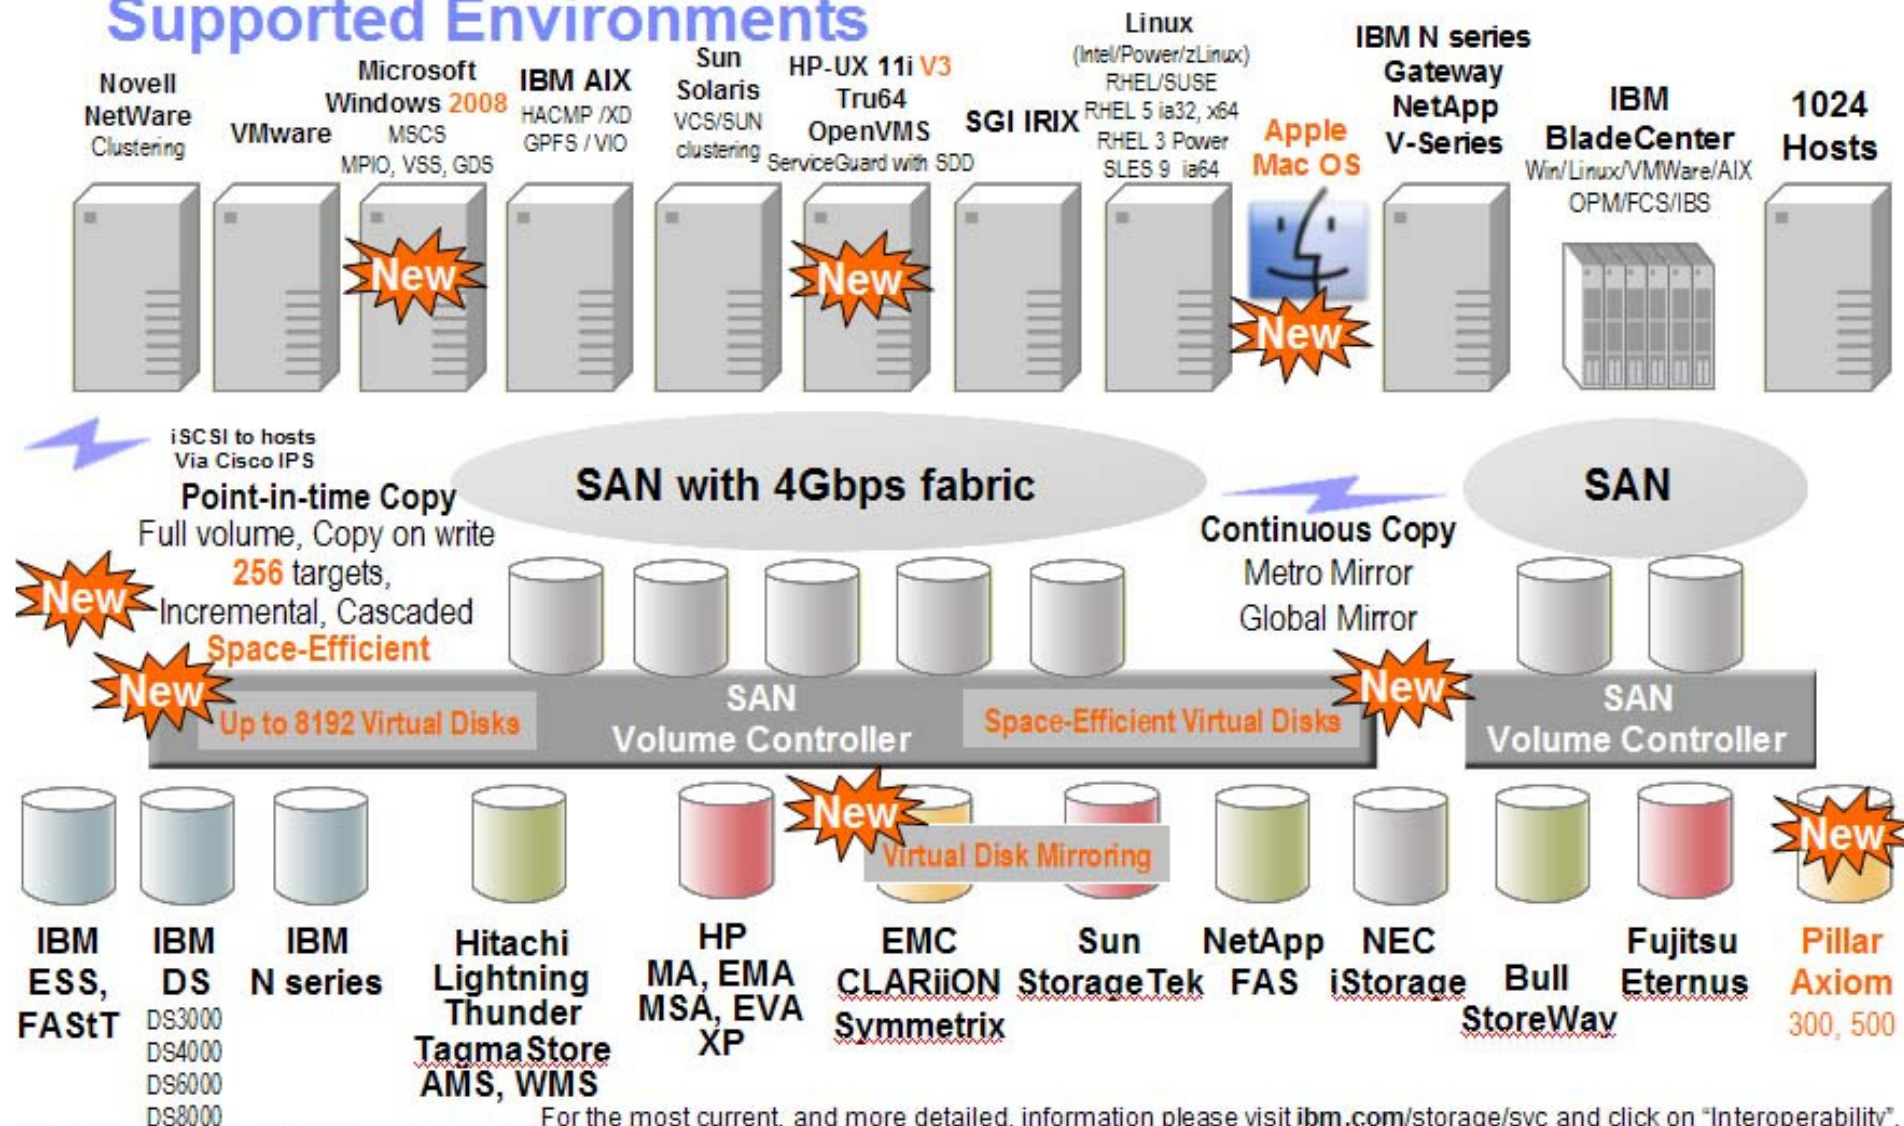 Supported Environments
Novell
NetWare
Clustering
VMware
Microsoft
Windows 2008
MSCS
MPIO, VSS, GDS
IBM AIX
HACMP /XD
GPFS / VIO
Sun
Solaris
VCS/SUN
clustering
HP-UX 11i V3
Tru64
OpenVMS
ServiceGuard with SDD
SGI IRIX
Linux
(Intel/Power/zLinux)
RHEL/SUSE
RHEL 5 ia32, x64
RHEL 3 Power
SLES 9 ia64
Apple
Mac OS
IBM N series
Gateway
NetApp
V-Series
IBM
BladeCenter
Win/Linux/VMWare/AIX
OPM/FCS/IBS
1024
Hosts
New
New
New
iSCSI to hosts
Via Cisco IPS
Point-in-time Copy
Full volume, Copy on write
256 targets,
Incremental, Cascaded
Space-Efficient
New
SAN with 4Gbps fabric
Continuous Copy
Metro Mirror
Global Mirror
SAN
New
Up to 8192 Virtual Disks
SAN
Volume Controller
Space-Efficient Virtual Disks
New
SAN
Volume Controller
New
Virtual Disk Mirroring
New
IBM
ESS,
FAStT
IBM
DS
DS3000
DS4000
DS6000
DS8000
IBM
N series
Hitachi
Lightning
Thunder
TagmaStore
AMS, WMS
HP
MA, EMA
MSA, EVA
XP
EMC
CLARiiON
Symmetrix
Sun
StorageTek
NetApp
FAS
NEC
iStorage
Bull
StoreWay
Fujitsu
Eternus
Pillar
Axiom
300, 500
For the most current, and more detailed, information please visit ibm.com/storage/svc and click on “Interoperability”.